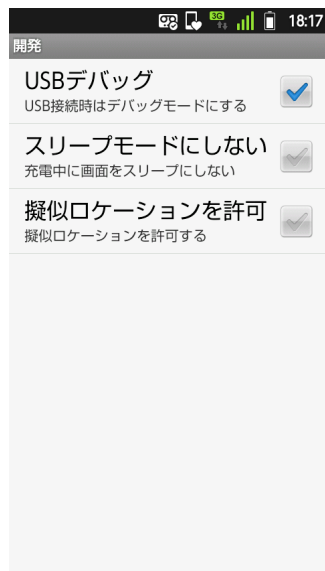 3G 18:17
開発
USBデバッグ
USB接続時はデバッグモードにする
スリープモードにしない
充電中に画面をスリープにしない
擬似ロケーションを許可
擬似ロケーションを許可する